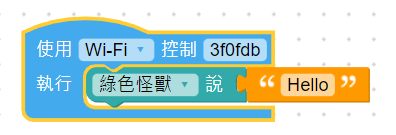 使用 Wi-Fi 控制 3f0fdb
執行 綠色怪獸 說 “ Hello ”